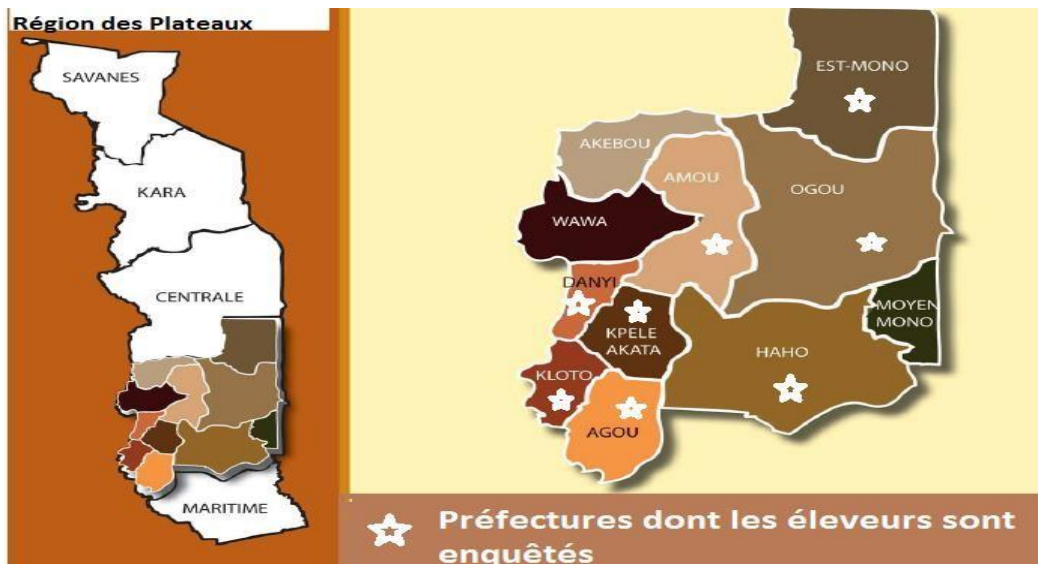 Région des Plateaux
SAVANES
KARA
CENTRALE
MARITIME
EST-MONO
AKEBOU
AMOU
OGOU
WAWA
DANYI
MOYEN
MONO
KPELE
AKATA
HAHO
KLOTO
AGOU
Préfectures dont les éleveurs sont
enquêtés